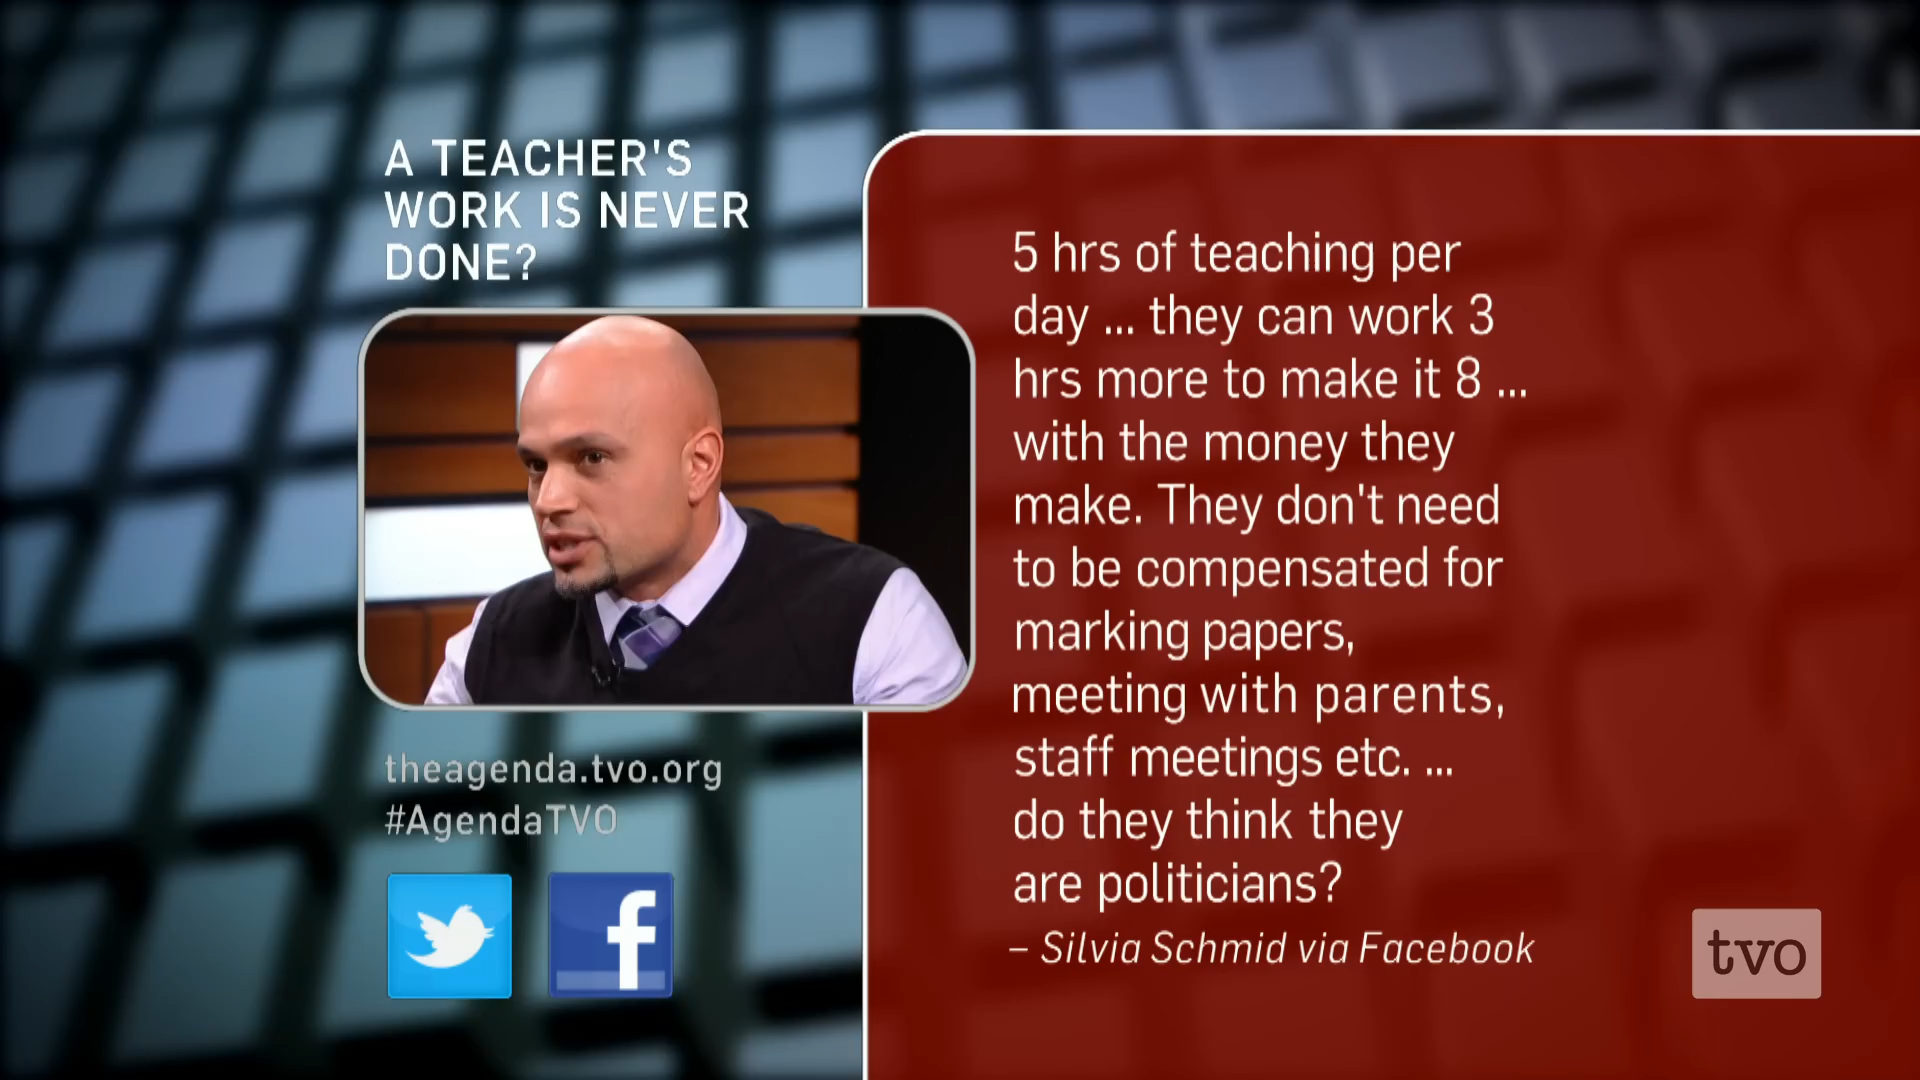 A TEACHER'S
WORK IS NEVER
DONE?
theagenda.tvo.org
#AgendaTVO
5 hrs of teaching per
day ... they can work 3
hrs more to make it 8 ...
with the money they
make. They don't need
to be compensated for
marking papers,
meeting with parents,
staff meetings etc. ...
do they think they
are politicians?
– Silvia Schmid via Facebook
tvo